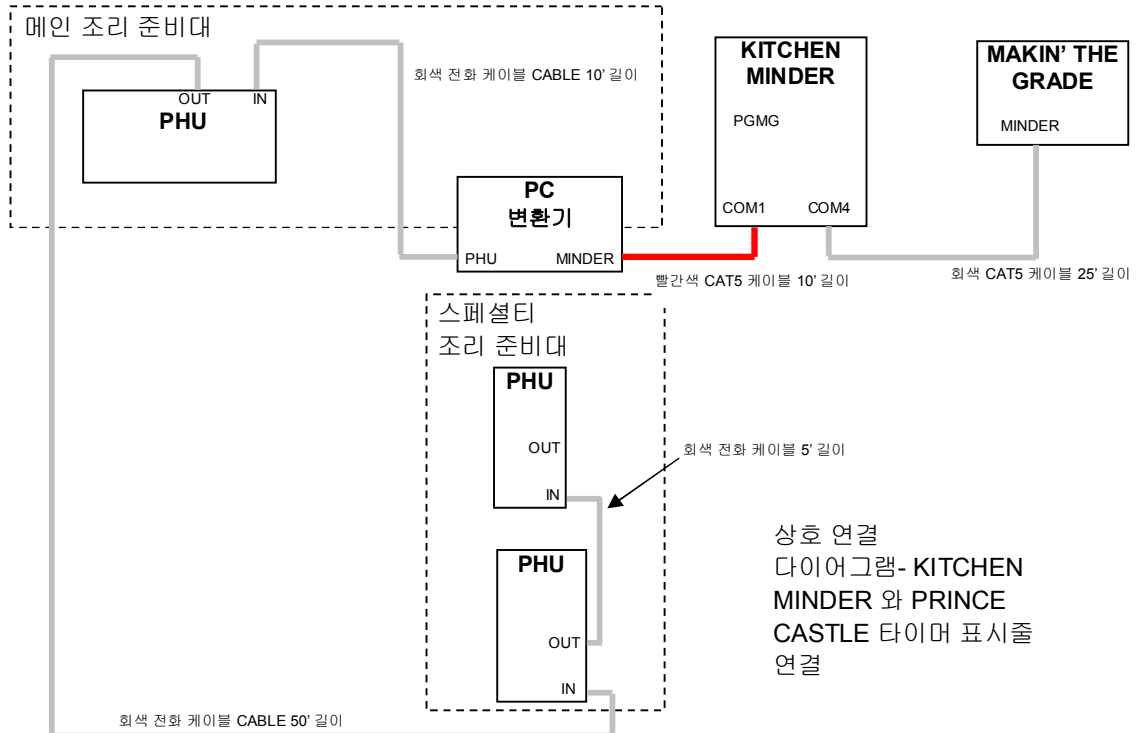 메인 조리 준비대
OUT IN
PHU
회색 전화 케이블 CABLE 10' 길이
KITCHEN
MINDER
PGMG
COM1 COM4
MAKIN' THE
GRADE
MINDER
PC
변환기
PHU MINDER
빨간색 CAT5 케이블 10' 길이
회색 CAT5 케이블 25' 길이
스페셜티
조리 준비대
PHU
OUT
IN
회색 전화 케이블 5' 길이
PHU
OUT
IN
상호 연결
다이어그램- KITCHEN
MINDER 와 PRINCE
CASTLE 타이머 표시줄
연결
회색 전화 케이블 CABLE 50' 길이